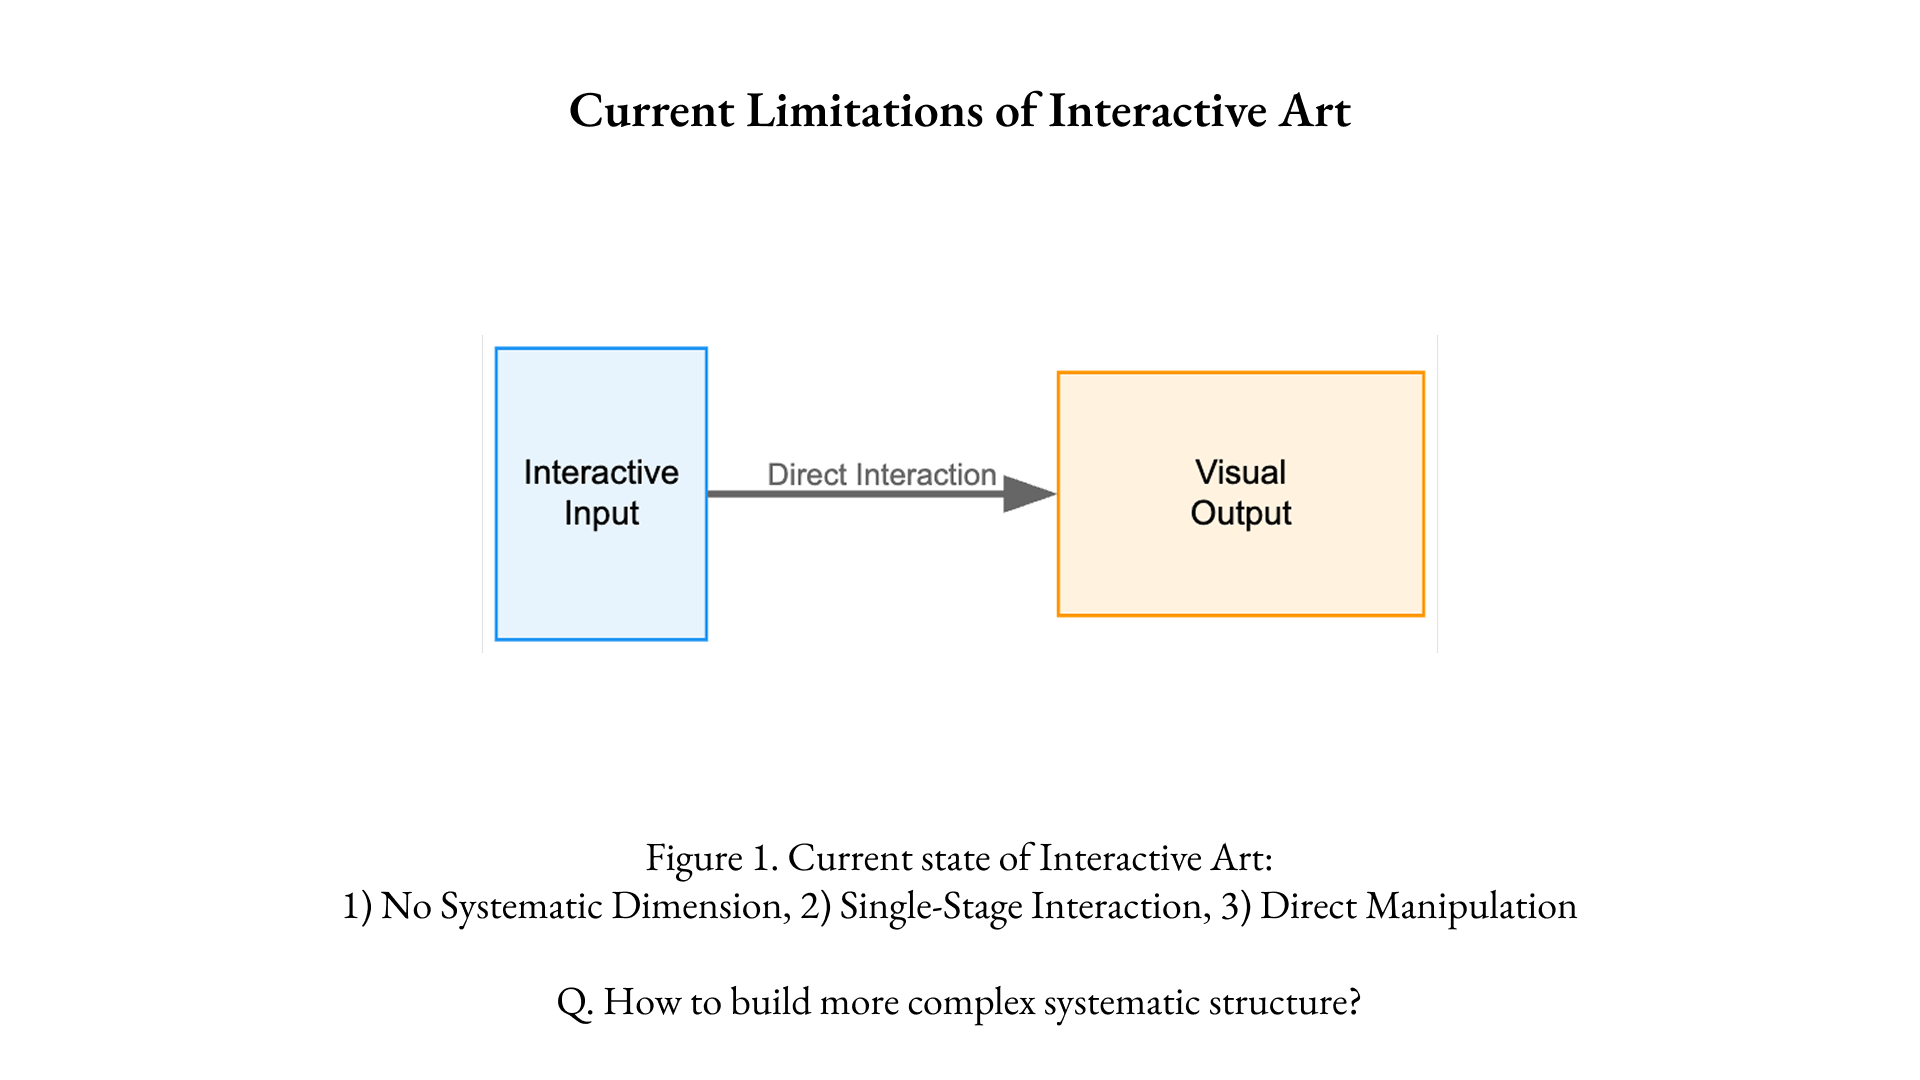 Current Limitations of Interactive Art
Interactive
Input
Direct Interaction
Visual
Output
Figure 1. Current state of Interactive Art:
1) No Systematic Dimension, 2) Single-Stage Interaction, 3) Direct Manipulation
Q. How to build more complex systematic structure?